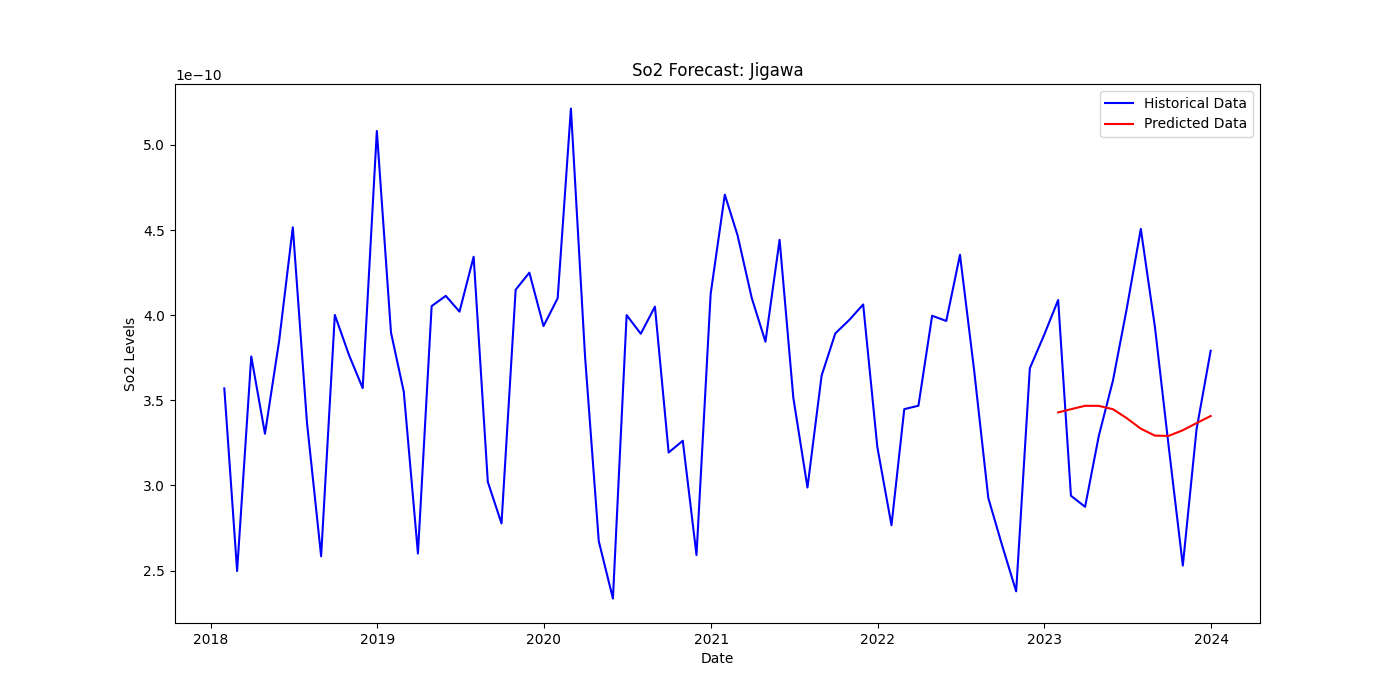 So2 Forecast: Jigawa
1e−10
Historical Data
Predicted Data
5.0
4.5
4.0
3.5
3.0
2.5
So2 Levels
2018 2019 2020 2021 2022 2023 2024
Date